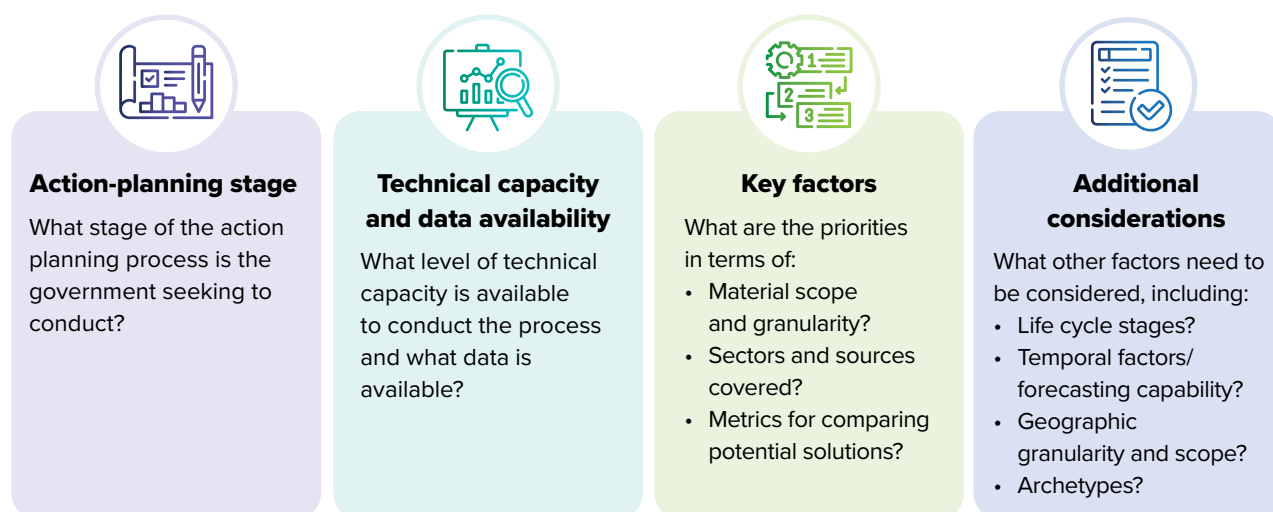 Action-planning stage
What stage of the action
planning process is the
government seeking to
conduct?
Technical capacity
and data availability
What level of technical
capacity is available
to conduct the process
and what data is
available?
1
2
3
Key factors
What are the priorities
in terms of:
• Material scope
and granularity?
• Sectors and sources
covered?
• Metrics for comparing
potential solutions?
Additional
considerations
What other factors need to
be considered, including:
• Life cycle stages?
• Temporal factors/
forecasting capability?
• Geographic
granularity and scope?
• Archetypes?